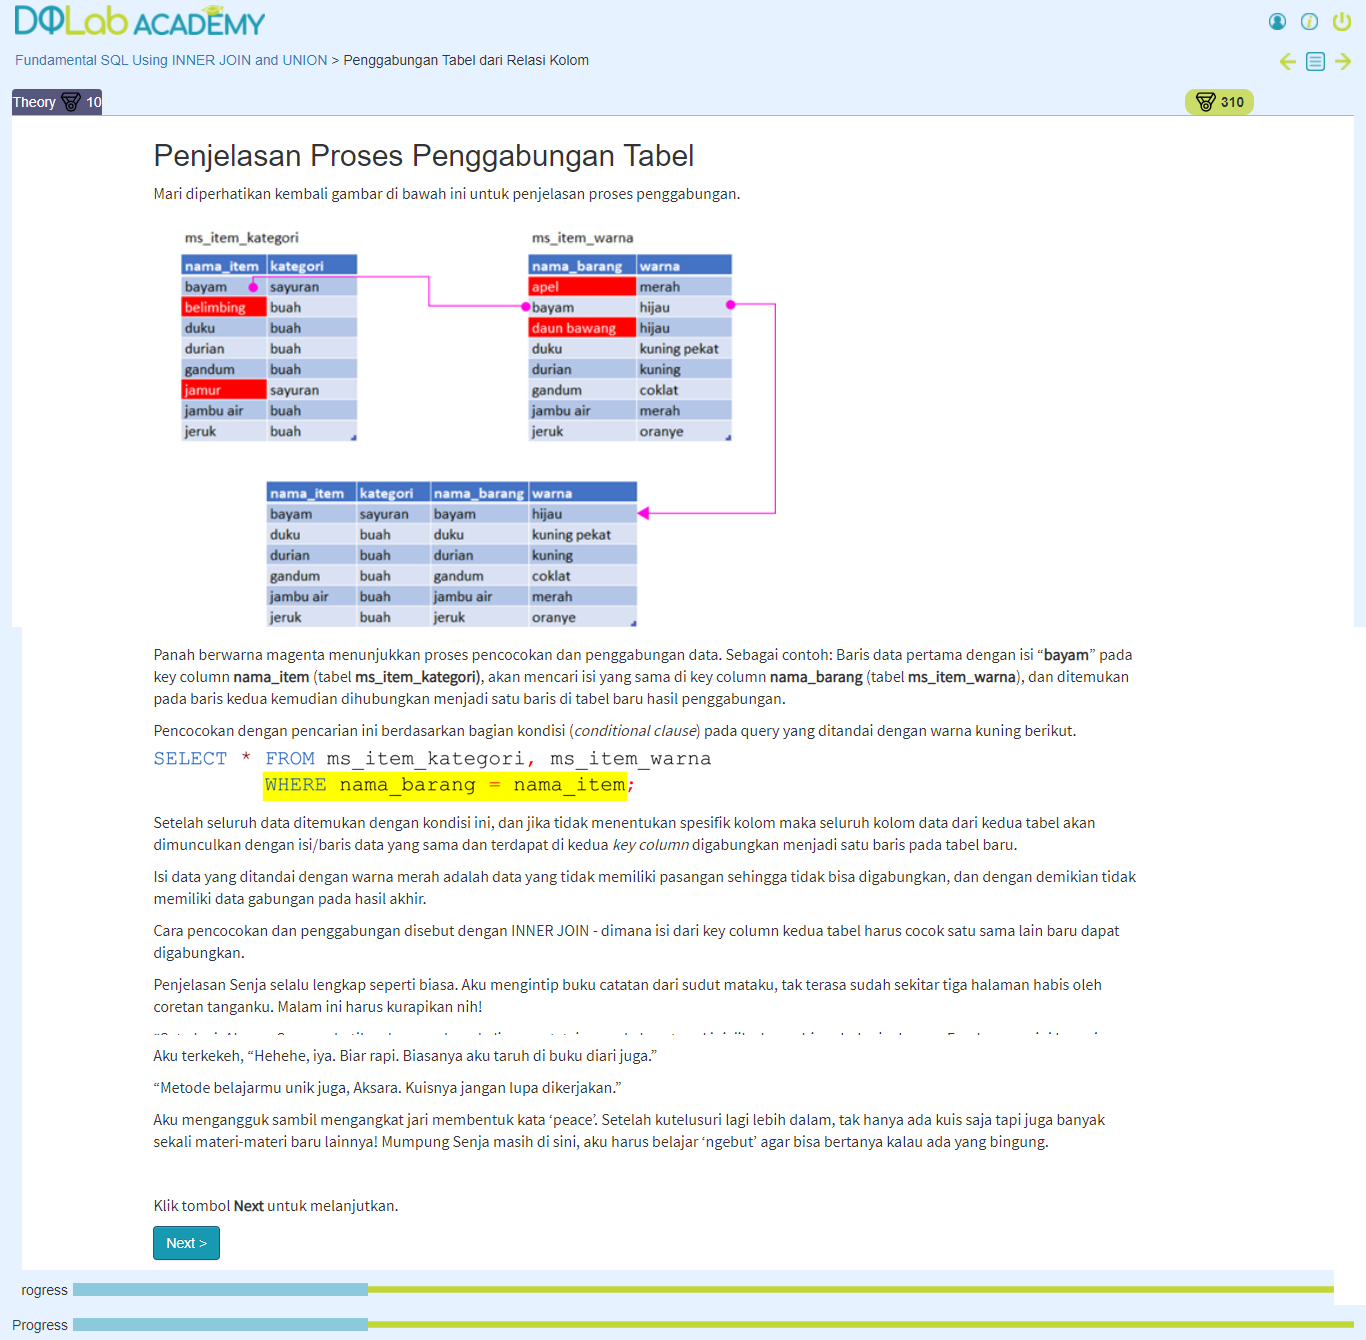 DQLab ACADEMY
Fundamental SQL Using INNER JOIN and UNION > Penggabungan Tabel dari Relasi Kolom
Theory 10
310
Penjelasan Proses Penggabungan Tabel
Mari diperhatikan kembali gambar di bawah ini untuk penjelasan proses penggabungan.
ms_item_kategori
nama_item kategori
bayam sayuran
belimbing buah
duku buah
durian buah
gandum buah
jamur sayuran
jambu air buah
jeruk buah
ms_item_warna
nama_barang warna
apel merah
bayam hijau
daun bawang hijau
duku kuning pekat
durian kuning
gandum coklat
jambu air merah
jeruk oranye
nama_item kategori nama_barang warna
bayam sayuran bayam hijau
duku buah duku kuning pekat
durian buah durian kuning
gandum buah gandum coklat
jambu air buah jambu air merah
jeruk buah jeruk oranye
Panah berwarna magenta menunjukkan proses pencocokan dan penggabungan data. Sebagai contoh: Baris data pertama dengan isi “bayam” pada
key column nama_item (tabel ms_item_kategori), akan mencari isi yang sama di key column nama_barang (tabel ms_item_warna), dan ditemukan
pada baris kedua kemudian dihubungkan menjadi satu baris di tabel baru hasil penggabungan.
Pencocokan dengan pencarian ini berdasarkan bagian kondisi (conditional clause) pada query yang ditandai dengan warna kuning berikut.
SELECT * FROM ms_item_kategori, ms_item_warna
WHERE nama_barang = nama_item;
Setelah seluruh data ditemukan dengan kondisi ini, dan jika tidak menentukan spesifik kolom maka seluruh kolom data dari kedua tabel akan
dimunculkan dengan isi/baris data yang sama dan terdapat di kedua key column digabungkan menjadi satu baris pada tabel baru.
Isi data yang ditandai dengan warna merah adalah data yang tidak memiliki pasangan sehingga tidak bisa digabungkan, dan dengan demikian tidak
memiliki data gabungan pada hasil akhir.
Cara pencocokan dan penggabungan disebut dengan INNER JOIN - dimana isi dari key column kedua tabel harus cocok satu sama lain baru dapat
digabungkan.
Penjelasan Senja selalu lengkap seperti biasa. Aku mengintip buku catatan dari sudut mataku, tak terasa sudah sekitar tiga halaman habis oleh
coretan tanganku. Malam ini harus kurapikan nih!
Aku terkekeh, “Hehehe, iya. Biar rapi. Biasanya aku taruh di buku diari juga.”
“Metode belajarmu unik juga, Aksara. Kuisnya jangan lupa dikerjakan.”
Aku mengangguk sambil mengangkat jari membentuk kata ‘peace’. Setelah kutelusuri lagi lebih dalam, tak hanya ada kuis saja tapi juga banyak
sekali materi-materi baru lainnya! Mumpung Senja masih di sini, aku harus belajar ‘ngebut’ agar bisa bertanya kalau ada yang bingung.
Klik tombol Next untuk melanjutkan.
Next >
rogress
Progress